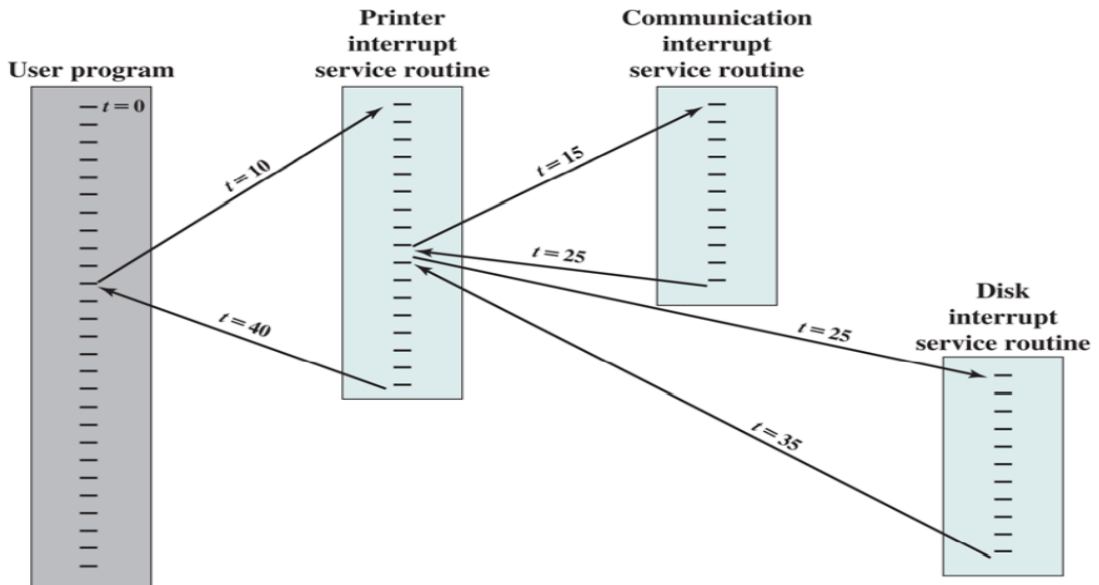 Printer
interrupt
service routine
Communication
interrupt
service routine
User program
t = 0
t = 10
t = 15
t = 25
t = 40
t = 25
Disk
interrupt
service routine
t = 35